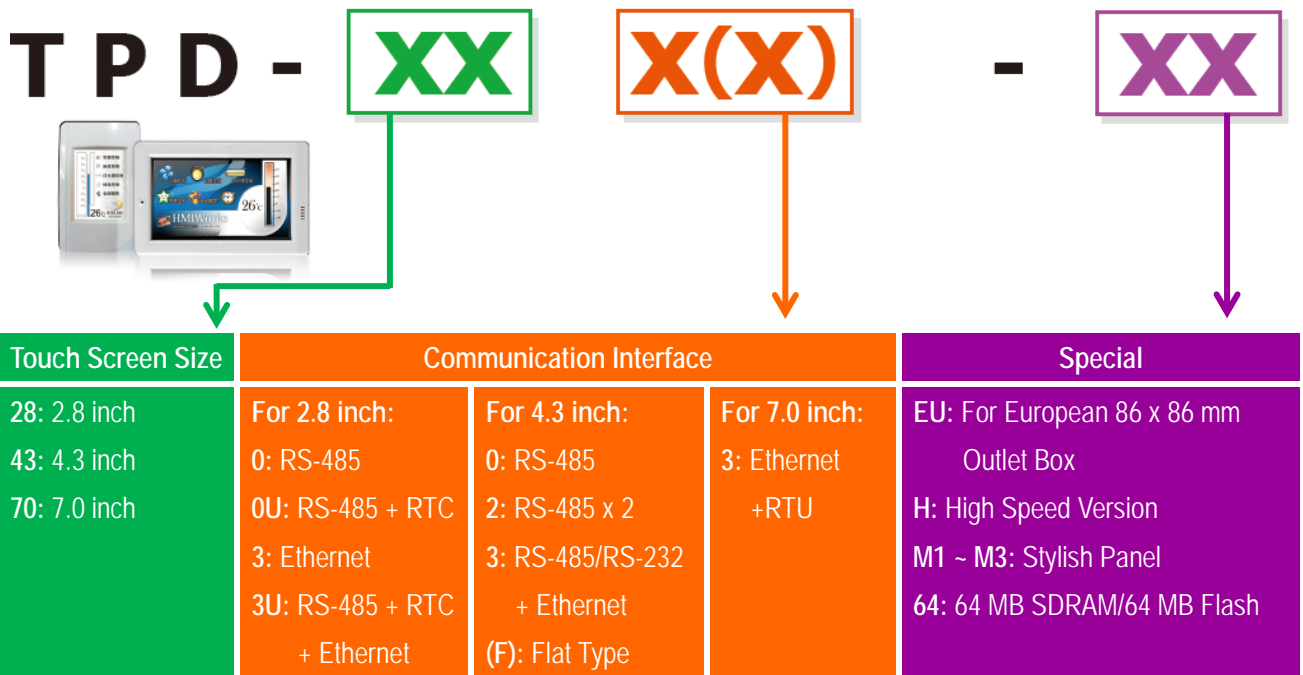 TPD-XX X(X) - XX
26°c
26°c
HMIWorks
Touch Screen Size
28: 2.8 inch
43: 4.3 inch
70: 7.0 inch
Communication Interface
For 2.8 inch:
0: RS-485
0U: RS-485 + RTC
3: Ethernet
3U: RS-485 + RTC
+ Ethernet
For 4.3 inch:
0: RS-485
2: RS-485 x 2
3: RS-485/RS-232
+ Ethernet
(F): Flat Type
For 7.0 inch:
3: Ethernet
+RTU
Special
EU: For European 86 x 86 mm
Outlet Box
H: High Speed Version
M1 ~ M3: Stylish Panel
64: 64 MB SDRAM/64 MB Flash